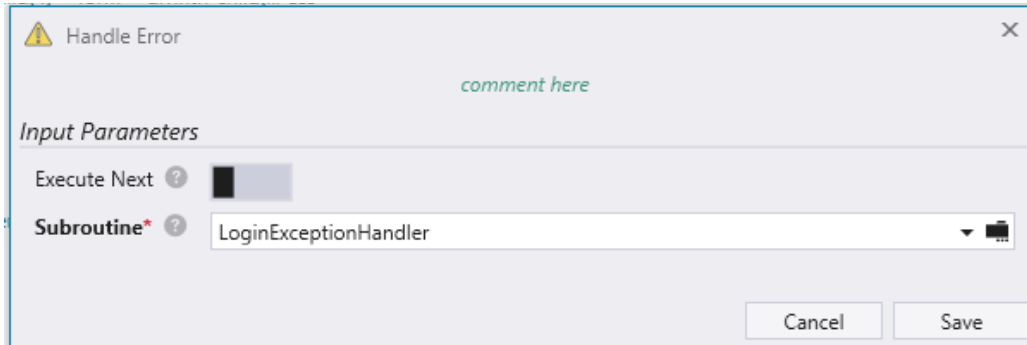 Handle Error
comment here
Input Parameters
Execute Next
Subroutine*
LoginExceptionHandler
Cancel
Save